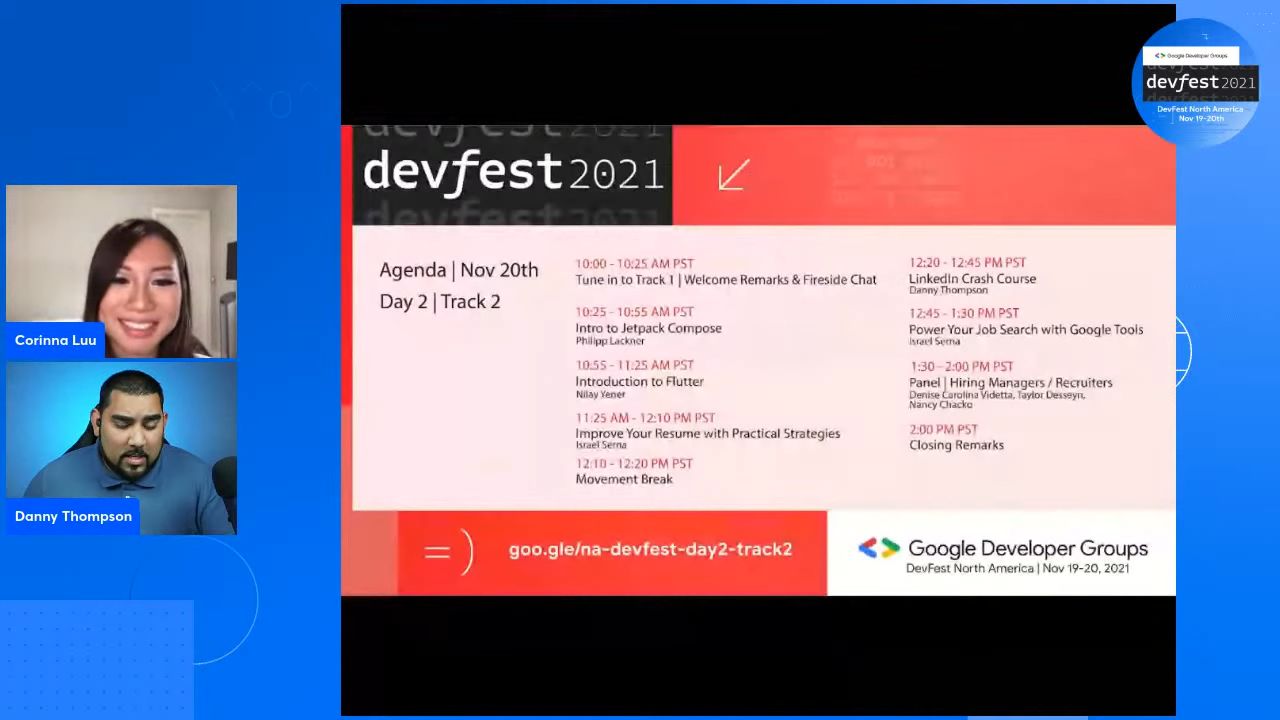 Google Developer Groups
devfest 2021
DevFest North America
Nov 19-20th
devfest 2021
devfest 2021
devfest 2021
Agenda | Nov 20th
Day 2 | Track 2
10:00 - 10:25 AM PST
Tune in to Track 1 | Welcome Remarks & Fireside Chat
10:25 - 10:55 AM PST
Intro to Jetpack Compose
Philipp Lackner
10:55 - 11:25 AM PST
Introduction to Flutter
Nilay Yener
11:25 AM - 12:10 PM PST
Improve Your Resume with Practical Strategies
Israel Serna
12:10 - 12:20 PM PST
Movement Break
12:20 - 12:45 PM PST
LinkedIn Crash Course
Danny Thompson
12:45 - 1:30 PM PST
Power Your Job Search with Google Tools
Israel Serna
1:30 - 2:00 PM PST
Panel | Hiring Managers / Recruiters
Denise Carolina Videtta, Taylor Desseyn,
Nancy Chacko
2:00 PM PST
Closing Remarks
= )
goo.gle/na-devfest-day2-track2
Google Developer Groups
DevFest North America | Nov 19-20, 2021
Corinna Luu
Danny Thompson
\^o^